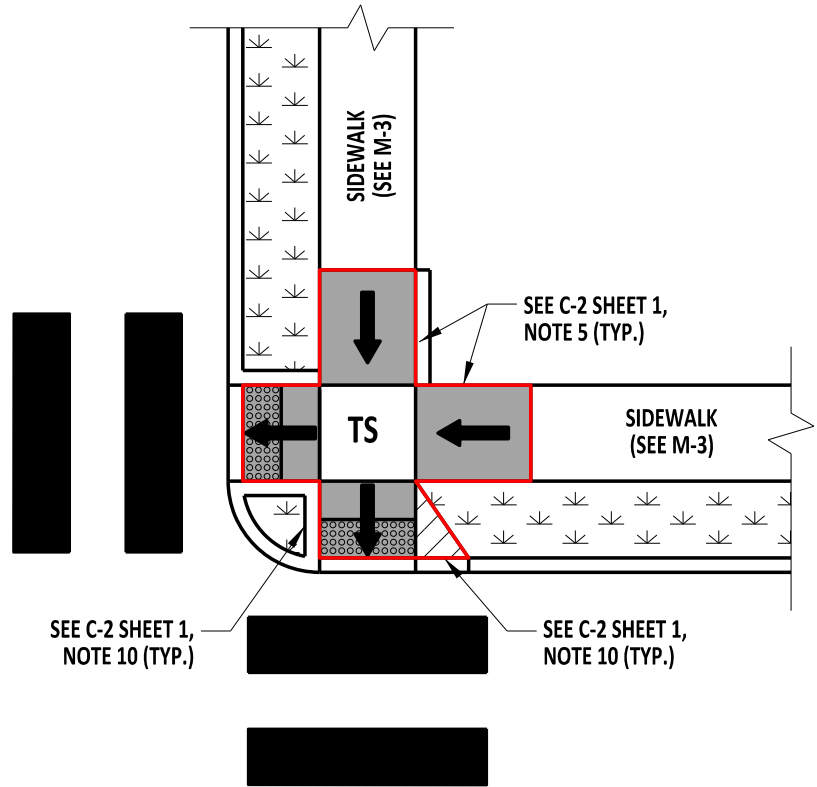 SIDEWALK
(SEE M-3)
SEE C-2 SHEET 1,
NOTE 5 (TYP.)
TS
SIDEWALK
(SEE M-3)
SEE C-2 SHEET 1,
NOTE 10 (TYP.)
SEE C-2 SHEET 1,
NOTE 10 (TYP.)